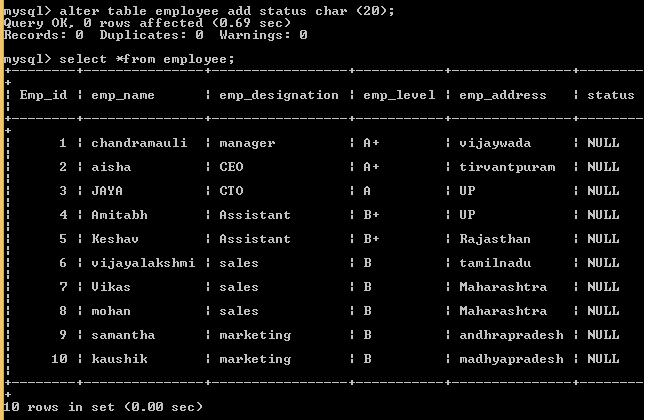 mysql> alter table employee add status char (20);
Query OK, 0 rows affected (0.69 sec)
Records: 0  Duplicates: 0  Warnings: 0
mysql> select *from employee;
+---------+----------------+-----------------+-----------+---------------+--------
+
| Emp_id | emp_name | emp_designation | emp_level | emp_address | status
|
+---------+----------------+-----------------+-----------+---------------+--------
+
| 1 | chandramauli | manager | A+ | vijaywada | NULL
|
| 2 | aisha | CEO | A+ | tirvantpuram | NULL
|
| 3 | JAYA | CTO | A | UP | NULL
|
| 4 | Amitabh | Assistant | B+ | UP | NULL
|
| 5 | Keshav | Assistant | B+ | Rajasthan | NULL
|
| 6 | vijayalakshmi | sales | B | tamilnadu | NULL
|
| 7 | Vikas | sales | B | Maharashtra | NULL
|
| 8 | mohan | sales | B | Maharashtra | NULL
|
| 9 | samantha | marketing | B | andhrapradesh | NULL
|
| 10 | kaushik | marketing | B | madhyapradesh | NULL
|
+---------+----------------+-----------------+-----------+---------------+--------
+
10 rows in set (0.00 sec)